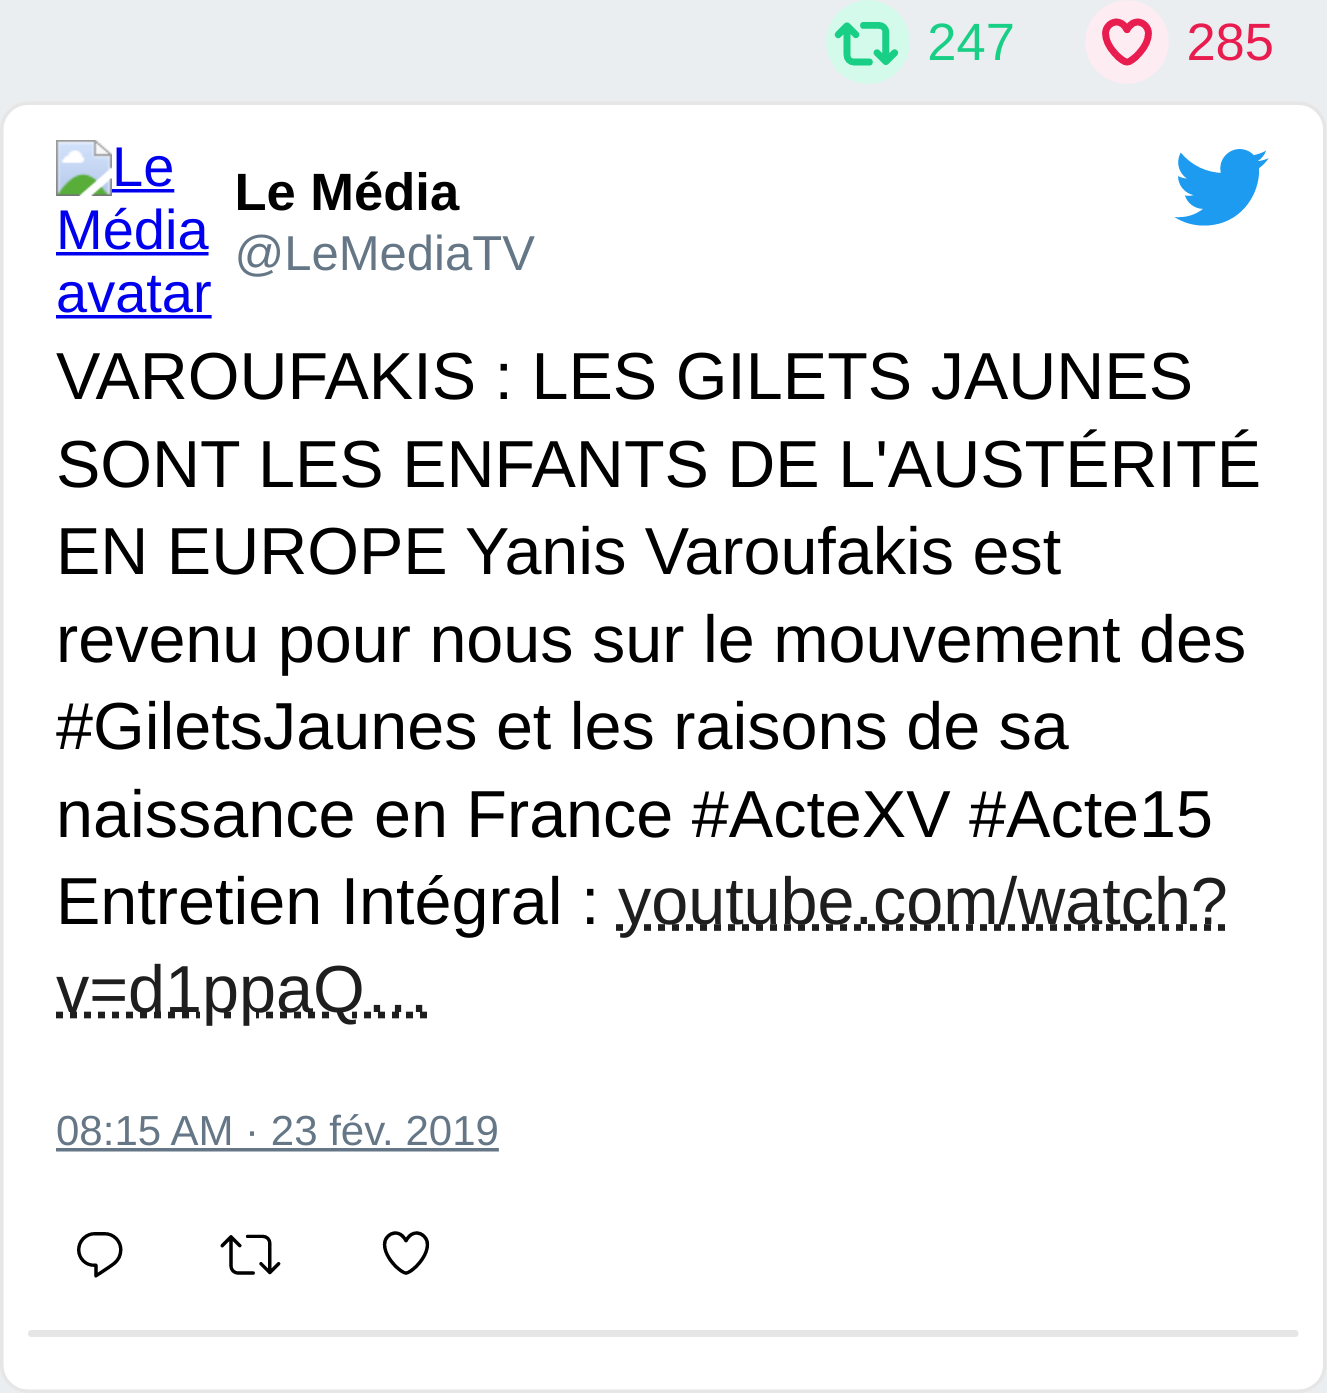 247 285
Le
Média
avatar
Le Média
@LeMediaTV
VAROUFAKIS : LES GILETS JAUNES
SONT LES ENFANTS DE L'AUSTÉRITÉ
EN EUROPE Yanis Varoufakis est
revenu pour nous sur le mouvement des
#GiletsJaunes et les raisons de sa
naissance en France #ActeXV #Acte15
Entretien Intégral : youtube.com/watch?
v=d1ppaQ…
08:15 AM · 23 fév. 2019